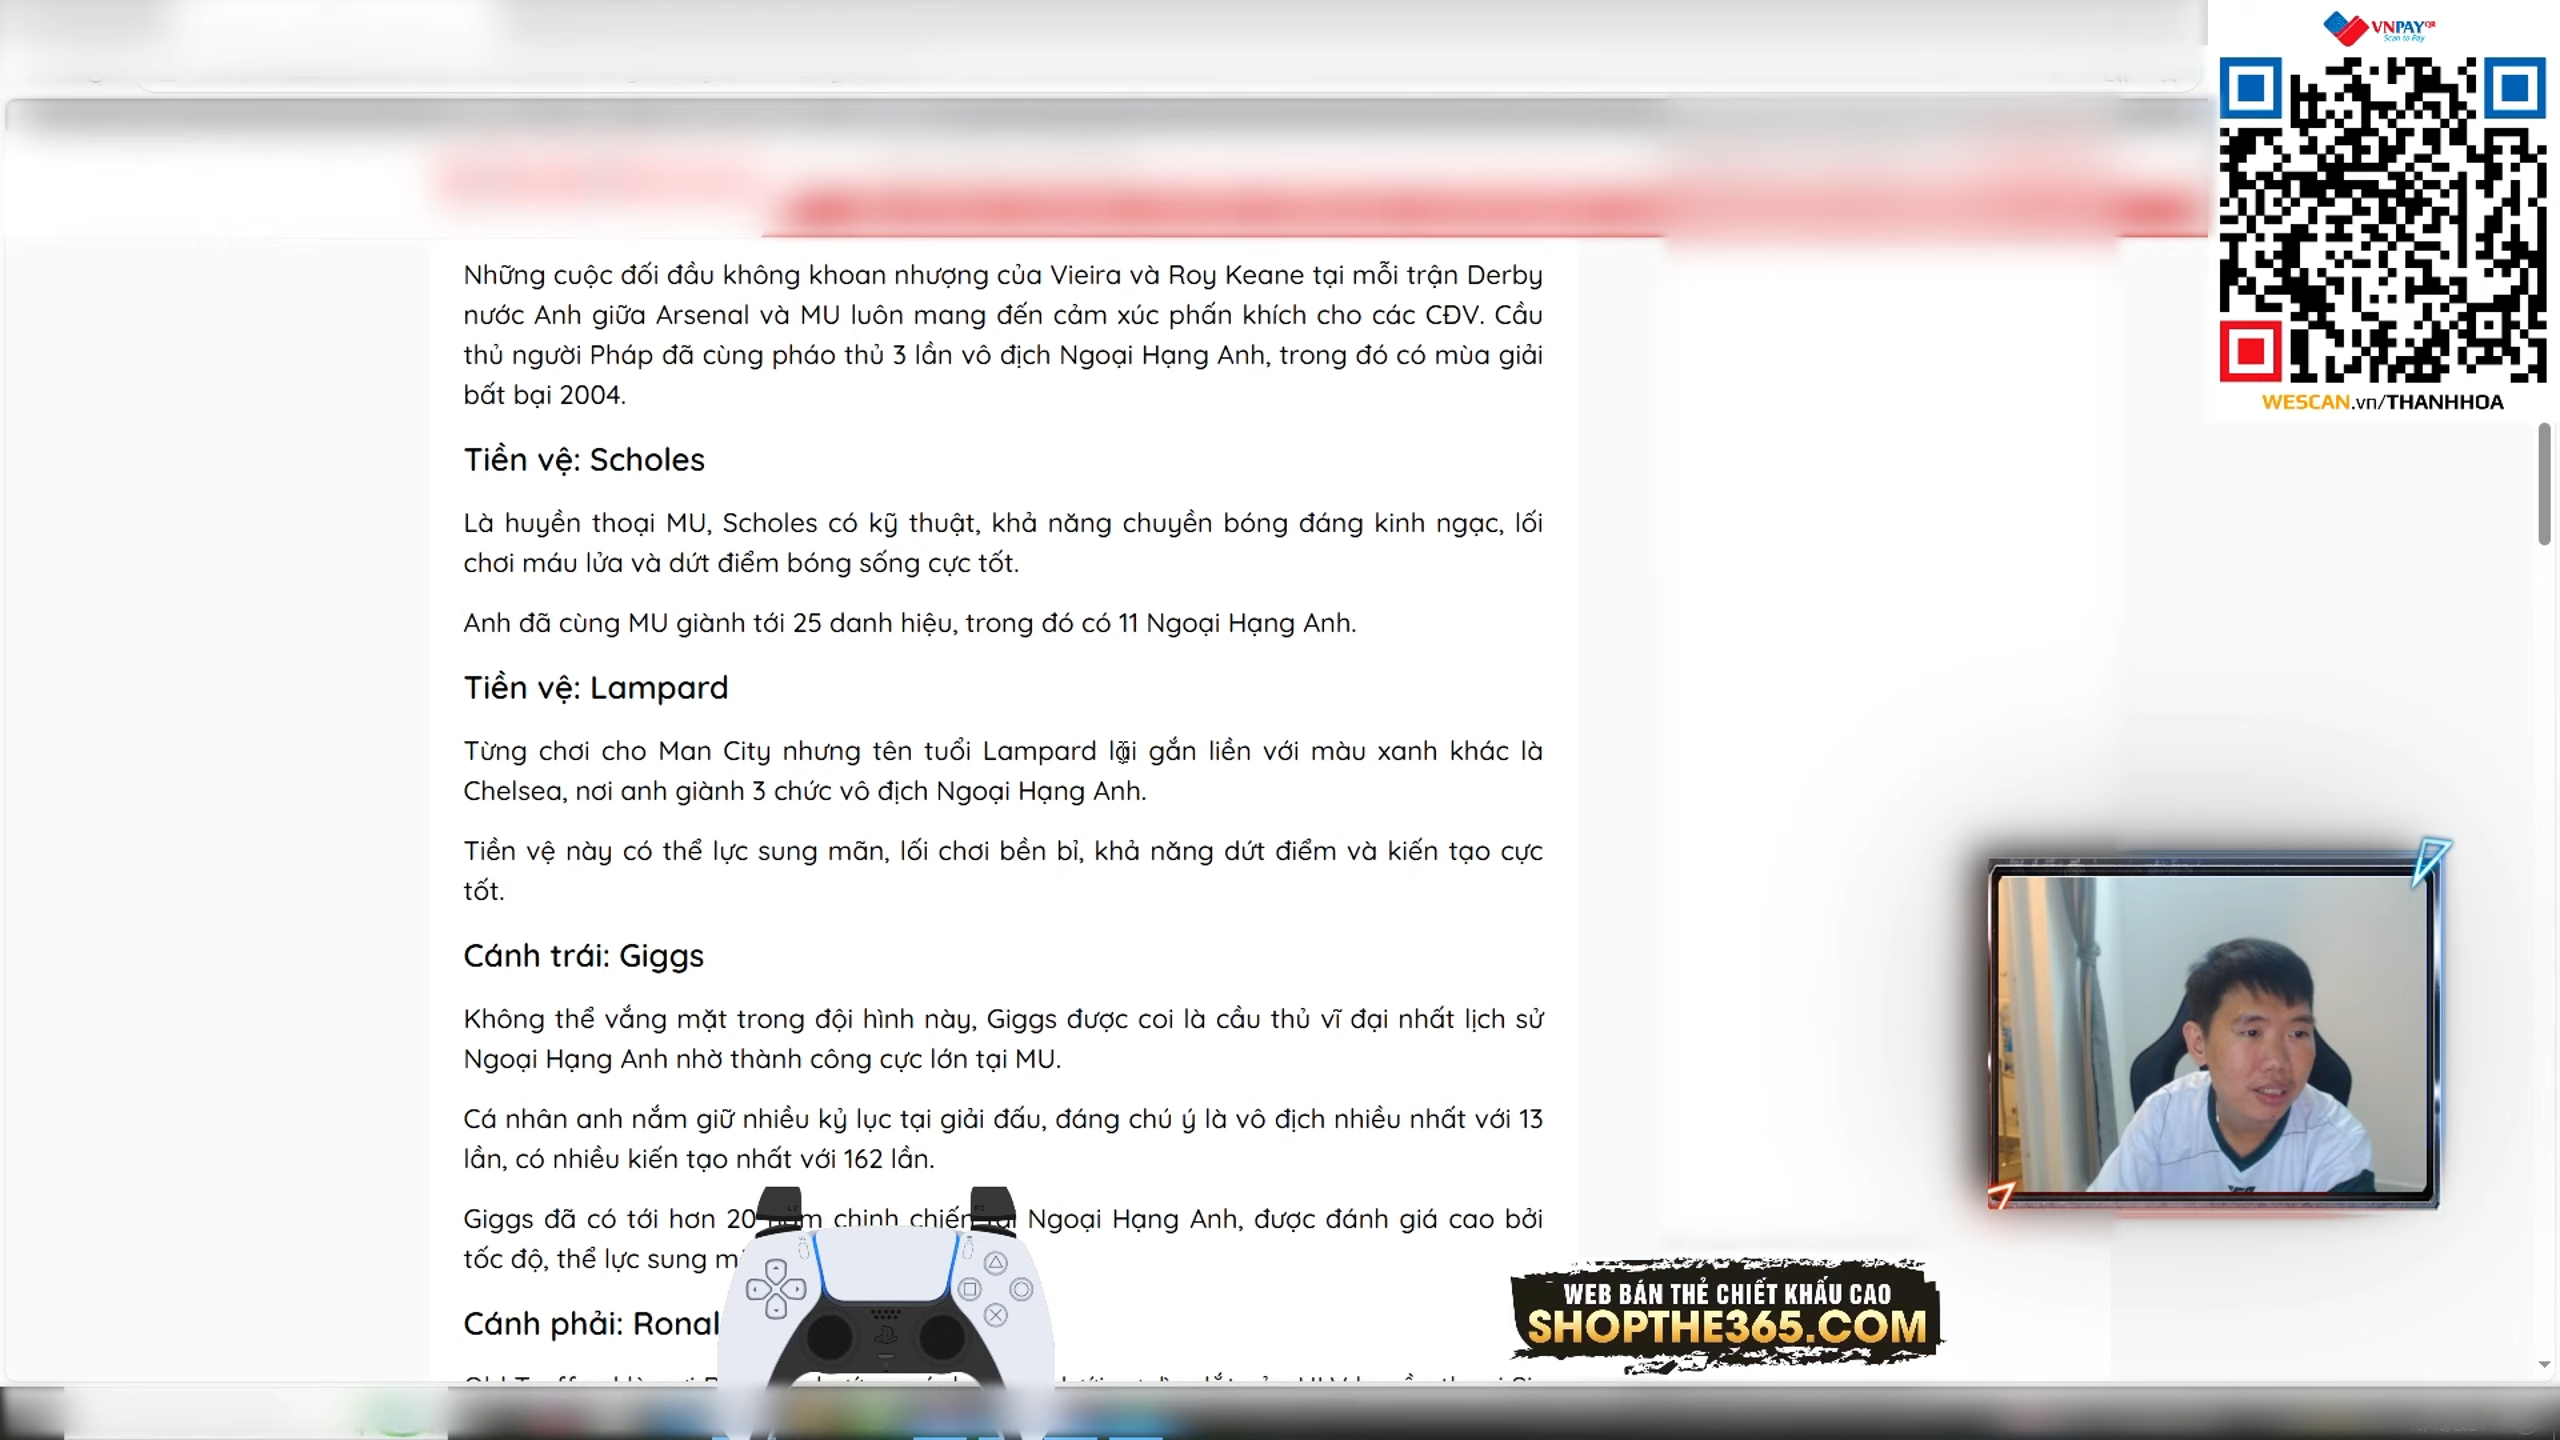 VNPAYQR
Scan to Pay
WESCAN.vn/THANHHOA
Những cuộc đối đầu không khoan nhượng của Vieira và Roy Keane tại mỗi trận Derby
nước Anh giữa Arsenal và MU luôn mang đến cảm xúc phấn khích cho các CĐV. Cầu
thủ người Pháp đã cùng pháo thủ 3 lần vô địch Ngoại Hạng Anh, trong đó có mùa giải
bất bại 2004.
Tiền vệ: Scholes
Là huyền thoại MU, Scholes có kỹ thuật, khả năng chuyền bóng đáng kinh ngạc, lối
chơi máu lửa và dứt điểm bóng sống cực tốt.
Anh đã cùng MU giành tới 25 danh hiệu, trong đó có 11 Ngoại Hạng Anh.
Tiền vệ: Lampard
Từng chơi cho Man City nhưng tên tuổi Lampard lại gắn liền với màu xanh khác là
Chelsea, nơi anh giành 3 chức vô địch Ngoại Hạng Anh.
Tiền vệ này có thể lực sung mãn, lối chơi bền bỉ, khả năng dứt điểm và kiến tạo cực
tốt.
Cánh trái: Giggs
Không thể vắng mặt trong đội hình này, Giggs được coi là cầu thủ vĩ đại nhất lịch sử
Ngoại Hạng Anh nhờ thành công cực lớn tại MU.
Cá nhân anh nắm giữ nhiều kỷ lục tại giải đấu, đáng chú ý là vô địch nhiều nhất với 13
lần, có nhiều kiến tạo nhất với 162 lần.
Giggs đã có tới hơn 20 năm chinh chiến tại Ngoại Hạng Anh, được đánh giá cao bởi
tốc độ, thể lực sung m
Cánh phải: Ronal
WEB BÁN THẺ CHIẾT KHẤU CAO
SHOPTHE365.COM